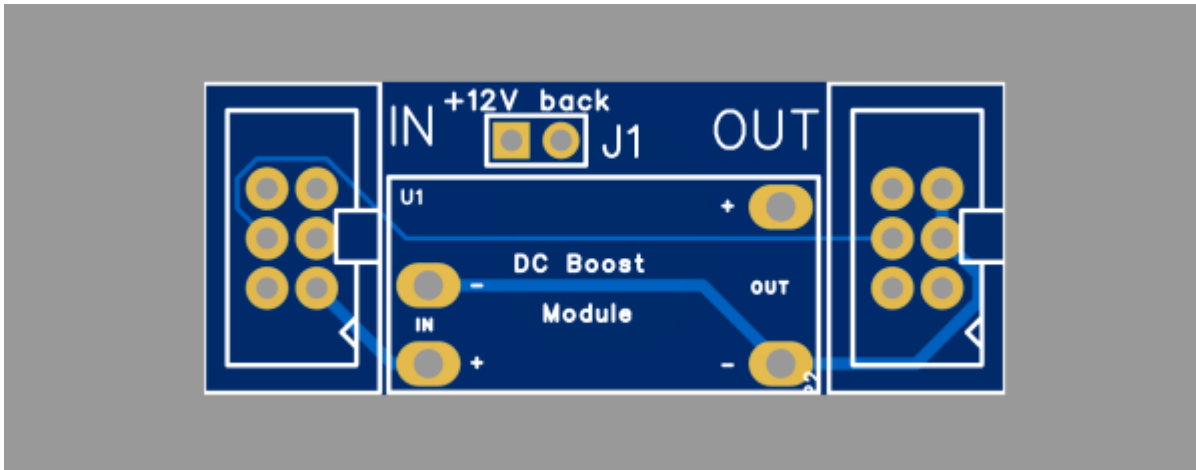 +12V back
IN
OUT
J1
U1
+
DC Boost
-
OUT
Module
IN
+
-